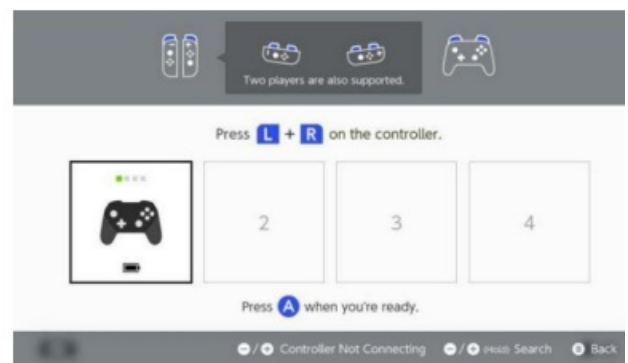 Two players are also supported.
Press L + R on the controller.
2
3
4
Press A when you're ready.
-/+ Controller Not Connecting -/+ (Hold) Search B Back